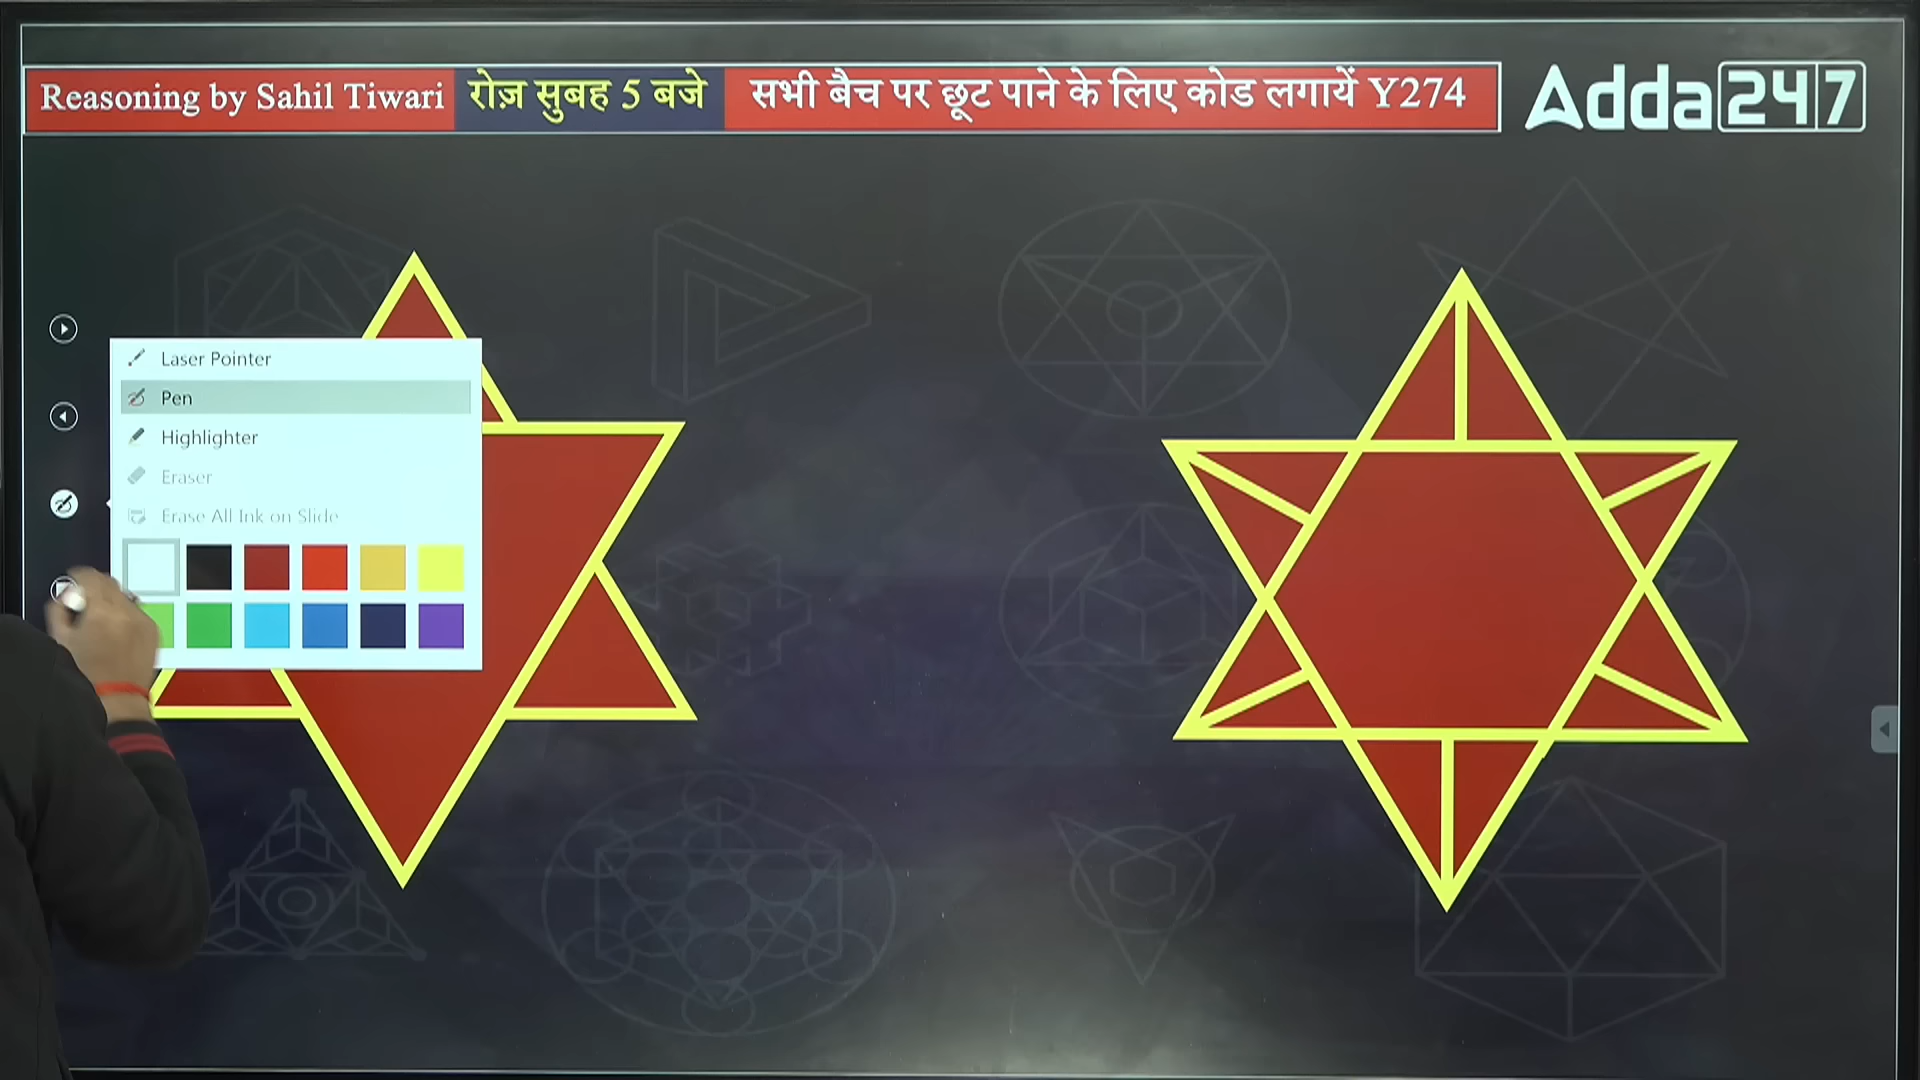 Reasoning by Sahil Tiwari रोज़ सुबह 5 बजे सभी बैच पर छूट पाने के लिए कोड लगायें Y274 Adda247
Laser Pointer
Pen
Highlighter
Eraser
Erase All Ink on Slide